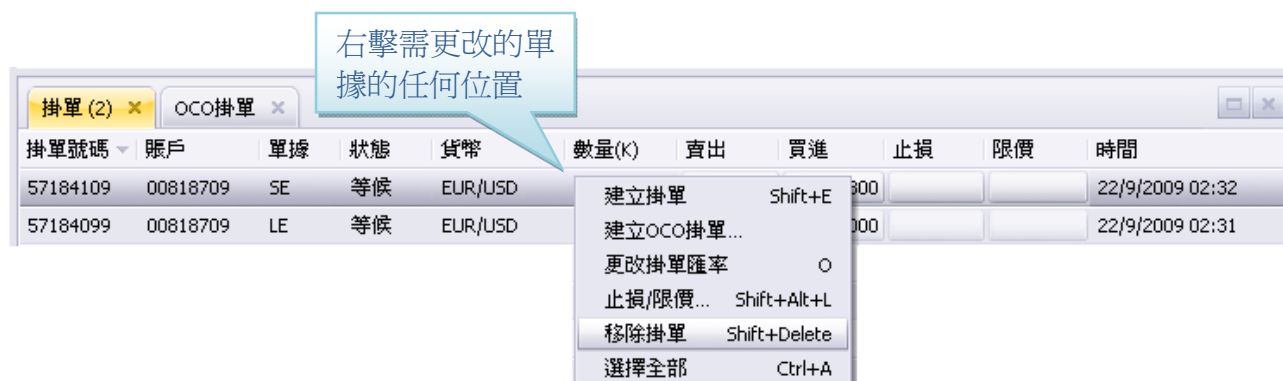 右擊需更改的單
據的任何位置
掛單 (2) OCO掛單
掛單號碼 賬戶 單據 狀態 貨幣 數量(K) 賣出 買進 止損 限價 時間
57184109 00818709 SE 等候 EUR/USD 22/9/2009 02:32
57184099 00818709 LE 等候 EUR/USD 22/9/2009 02:31
建立掛單 Shift+E
建立OCO掛單...
更改掛單匯率 O
止損/限價... Shift+Alt+L
移除掛單 Shift+Delete
選擇全部 Ctrl+A